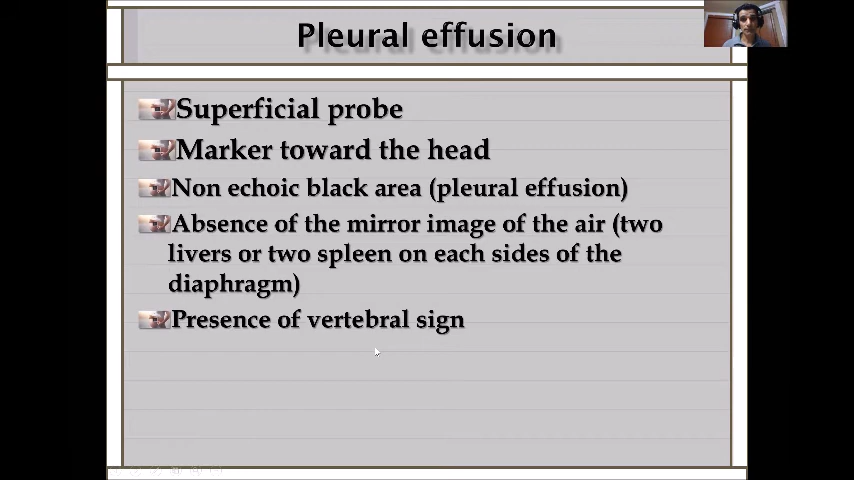 Pleural effusion
Superficial probe
Marker toward the head
Non echoic black area (pleural effusion)
Absence of the mirror image of the air (two
livers or two spleen on each sides of the
diaphragm)
Presence of vertebral sign